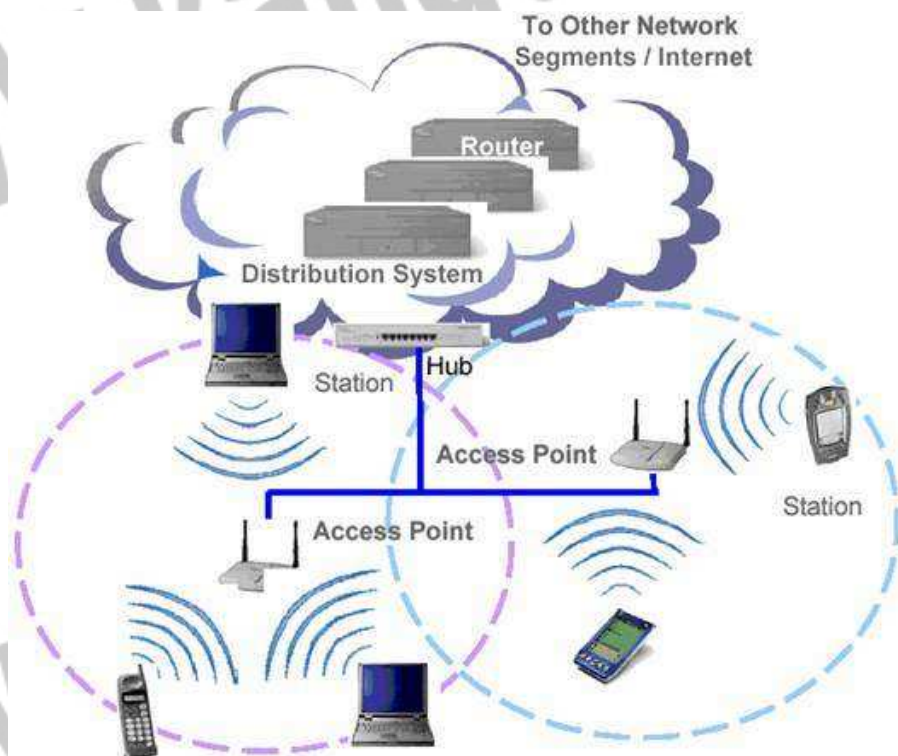 To Other Network
Segments / Internet
Router
Distribution System
Hub
Station
Access Point
Station
Access Point